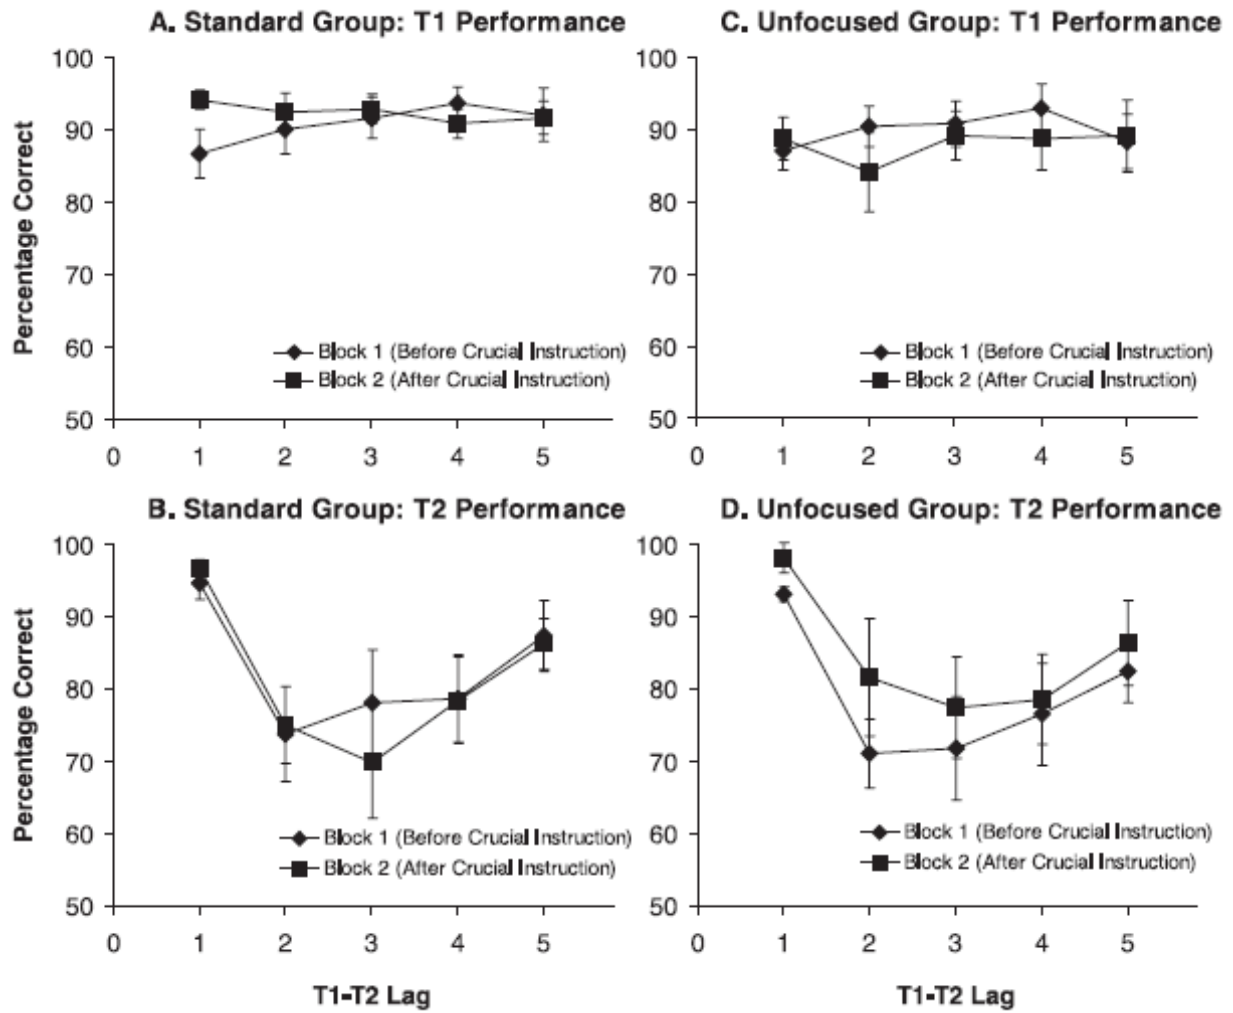 A. Standard Group: T1 Performance
Percentage Correct
100
90
80
70
60
50
0 1 2 3 4 5
Block 1 (Before Crucial Instruction)
Block 2 (After Crucial Instruction)
C. Unfocused Group: T1 Performance
100
90
80
70
60
50
0 1 2 3 4 5
Block 1 (Before Crucial Instruction)
Block 2 (After Crucial Instruction)
B. Standard Group: T2 Performance
Percentage Correct
100
90
80
70
60
50
0 1 2 3 4 5
Block 1 (Before Crucial Instruction)
Block 2 (After Crucial Instruction)
T1-T2 Lag
D. Unfocused Group: T2 Performance
100
90
80
70
60
50
0 1 2 3 4 5
Block 1 (Before Crucial Instruction)
Block 2 (After Crucial Instruction)
T1-T2 Lag